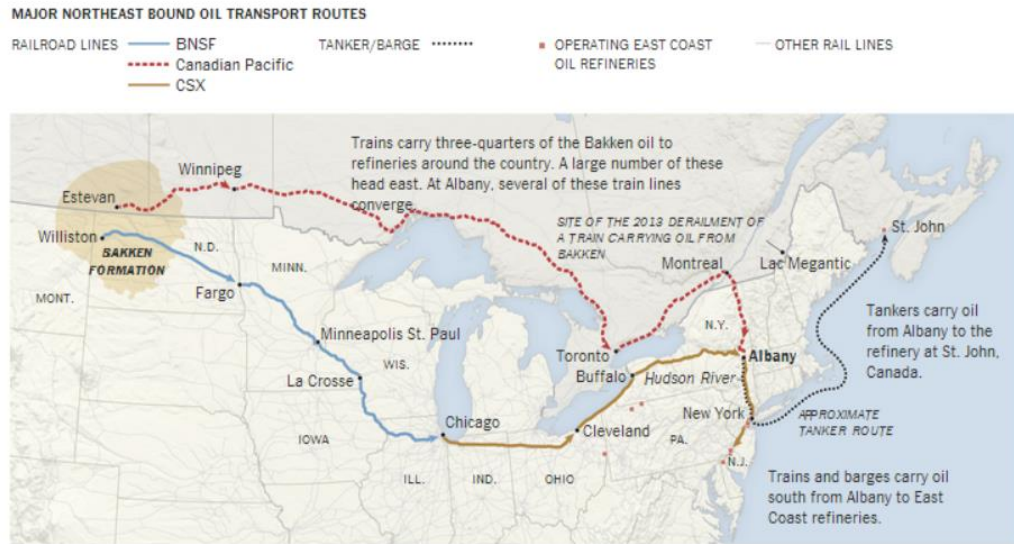 MAJOR NORTHEAST BOUND OIL TRANSPORT ROUTES
RAILROAD LINES
BNSF
Canadian Pacific
CSX
TANKER/BARGE
OPERATING EAST COAST
OIL REFINERIES
OTHER RAIL LINES
Trains carry three-quarters of the Bakken oil to
refineries around the country. A large number of these
head east. At Albany, several of these train lines
converge.
Winnipeg
Estevan
Williston
BAKKEN
FORMATION
N.D.
MINN.
MONT.
Fargo
SITE OF THE 2013 DERAILMENT OF
A TRAIN CARRYING OIL FROM
BAKKEN
St. John
Montreal
Lac Megantic
Minneapolis St. Paul
WIS.
La Crosse
N.Y.
Toronto
Albany
Buffalo
Hudson River
Tankers carry oil
from Albany to the
refinery at St. John,
Canada.
Chicago
Cleveland
New York
APPROXIMATE
TANKER ROUTE
IOWA
PA.
ILL.
IND.
OHIO
N.J.
Trains and barges carry oil
south from Albany to East
Coast refineries.